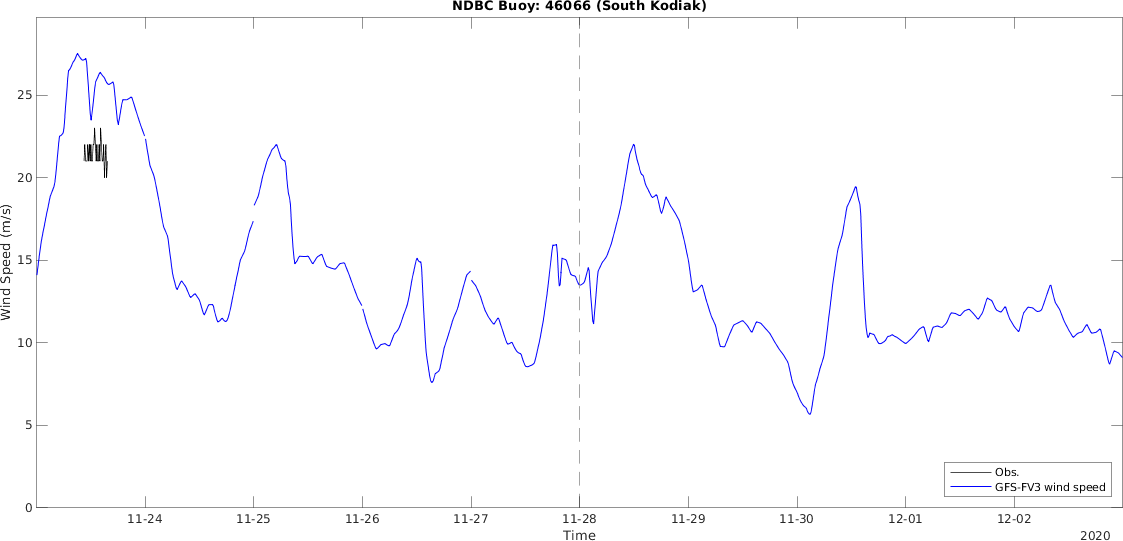 NDBC Buoy: 46066 (South Kodiak)
Wind Speed (m/s)
25
20
15
10
5
0
Obs.
GFS-FV3 wind speed
11-24 11-25 11-26 11-27 11-28 11-29 11-30 12-01 12-02
Time
2020